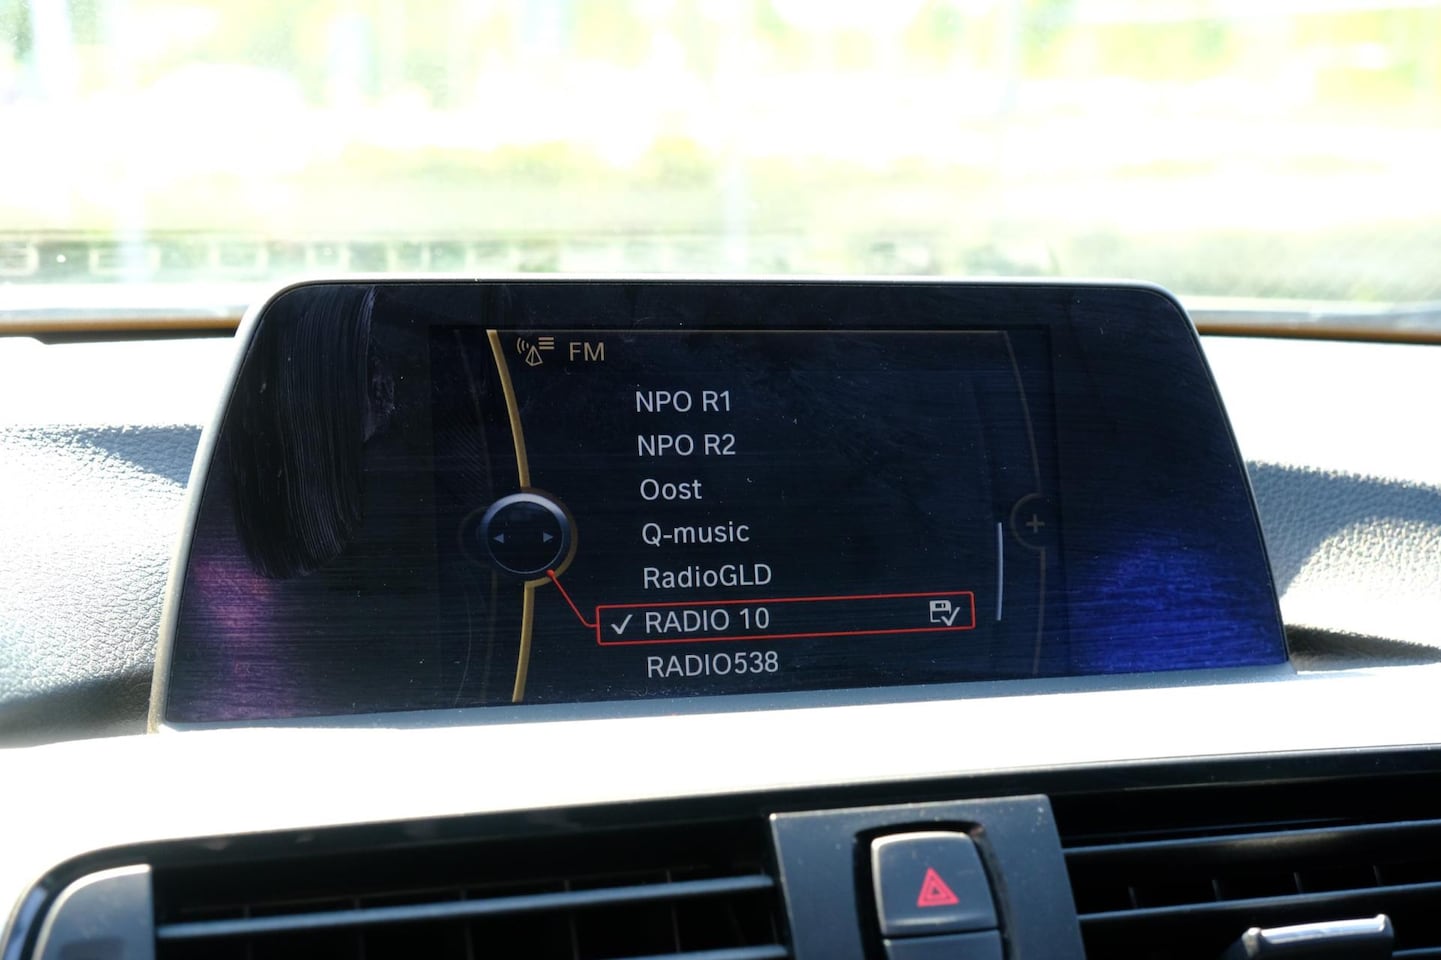 FM
NPO R1
NPO R2
Oost
Q-music
RadioGLD
RADIO 10
RADIO538